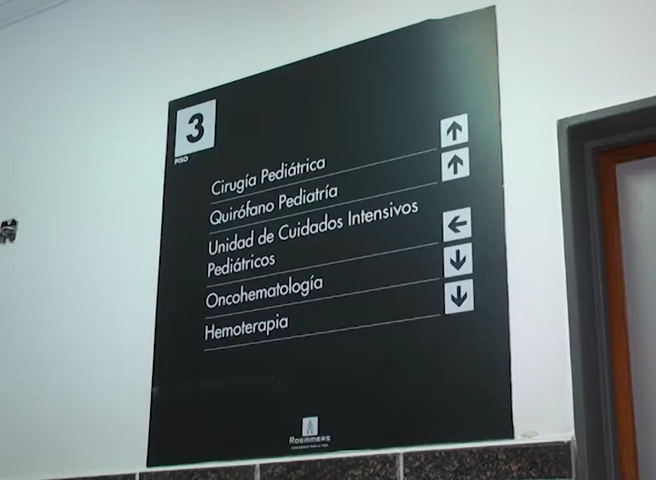 3
PISO
Cirugía Pediátrica
Quirófano Pediatría
Unidad de Cuidados Intensivos
Pediátricos
Oncohematología
Hemoterapia
Roemmers